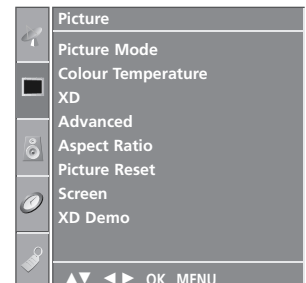 Picture
Picture Mode
Colour Temperature
XD
Advanced
Aspect Ratio
Picture Reset
Screen
XD Demo
▲▼ ◄► OK MENU